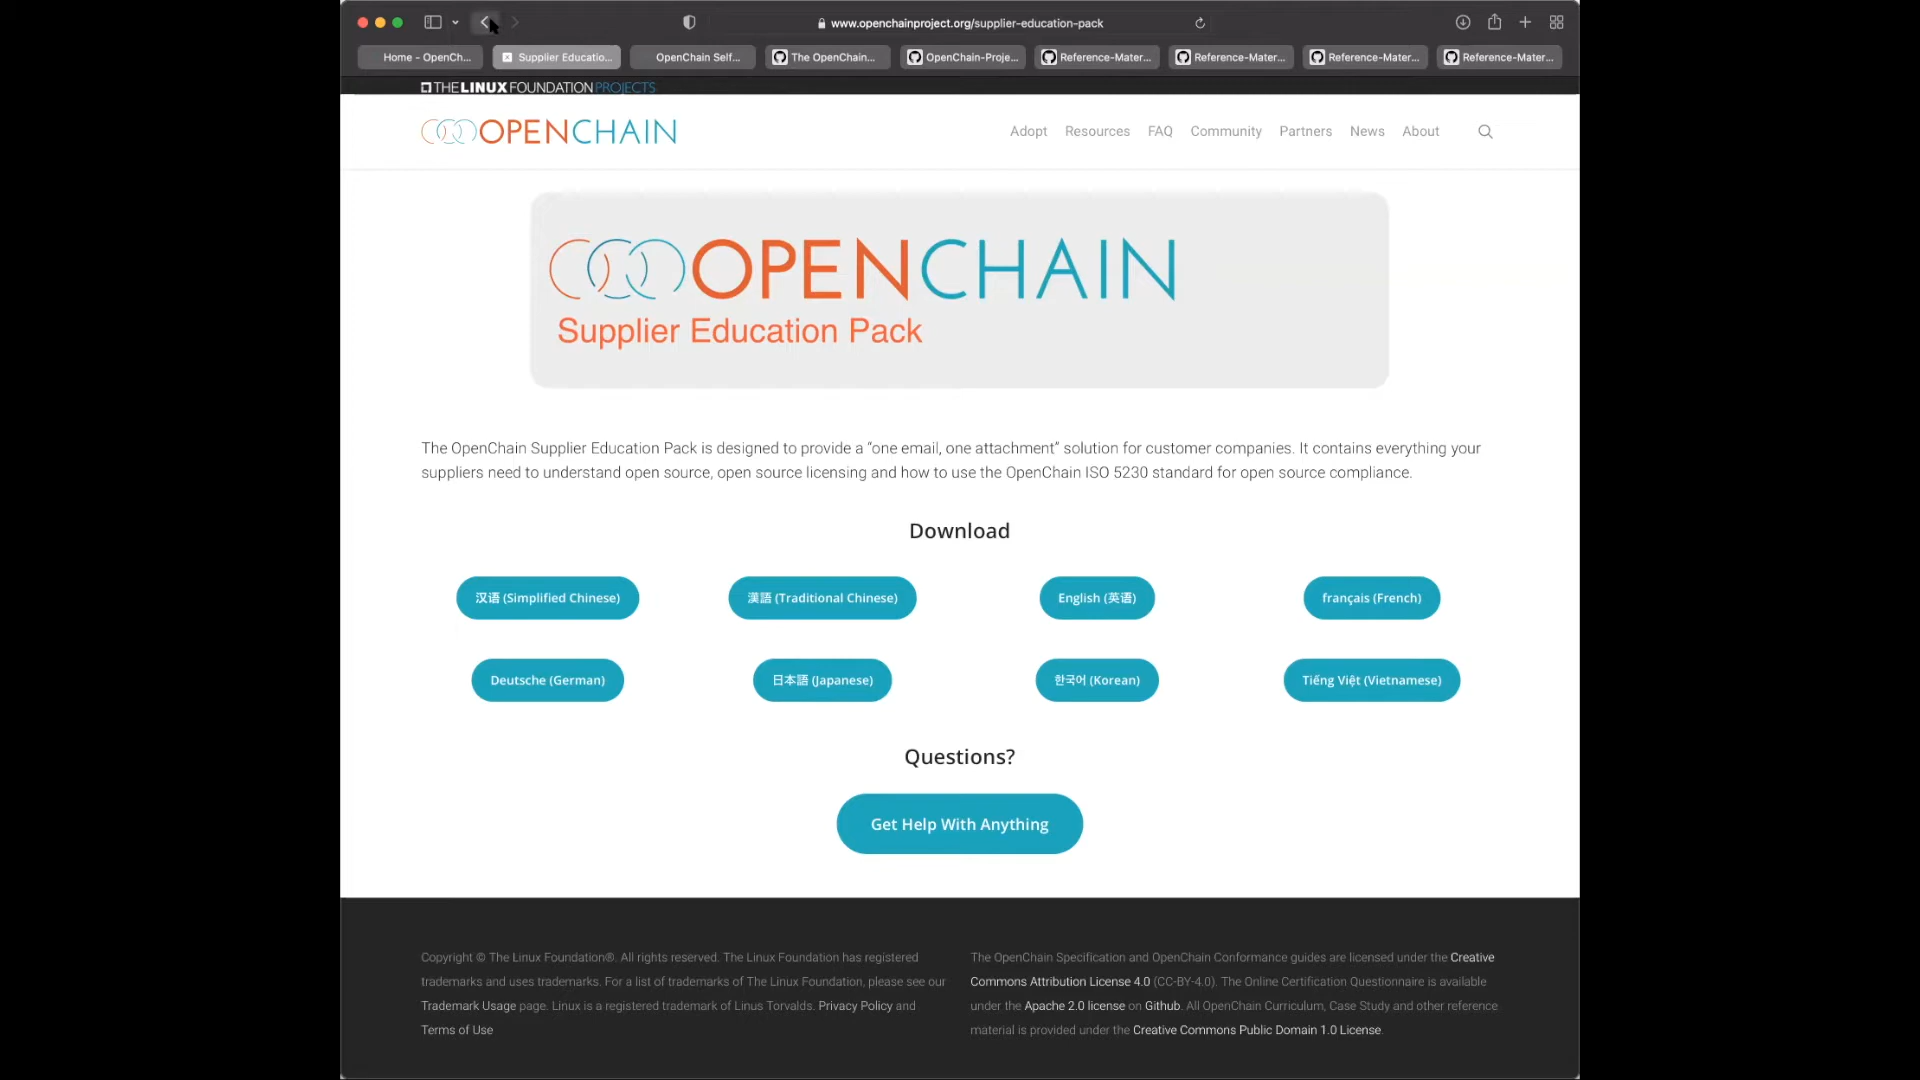 www.openchainproject.org/supplier-education-pack
Home - OpenCh...
Supplier Educatio...
OpenChain Self...
The OpenChain...
OpenChain-Proje...
Reference-Mater...
Reference-Mater...
Reference-Mater...
Reference-Mater...
THE LINUX FOUNDATION PROJECTS
OPENCHAIN
Adopt
Resources
FAQ
Community
Partners
News
About
OPENCHAIN
Supplier Education Pack
The OpenChain Supplier Education Pack is designed to provide a “one email, one attachment” solution for customer companies. It contains everything your
suppliers need to understand open source, open source licensing and how to use the OpenChain ISO 5230 standard for open source compliance.
Download
汉语 (Simplified Chinese)
漢語 (Traditional Chinese)
English (英语)
français (French)
Deutsche (German)
日本語 (Japanese)
한국어 (Korean)
Tiếng Việt (Vietnamese)
Questions?
Get Help With Anything
Copyright © The Linux Foundation®. All rights reserved. The Linux Foundation has registered
trademarks and uses trademarks. For a list of trademarks of The Linux Foundation, please see our
Trademark Usage page. Linux is a registered trademark of Linus Torvalds. Privacy Policy and
Terms of Use
The OpenChain Specification and OpenChain Conformance guides are licensed under the Creative
Commons Attribution License 4.0 (CC-BY-4.0). The Online Certification Questionnaire is available
under the Apache 2.0 license on Github. All OpenChain Curriculum, Case Study and other reference
material is provided under the Creative Commons Public Domain 1.0 License.